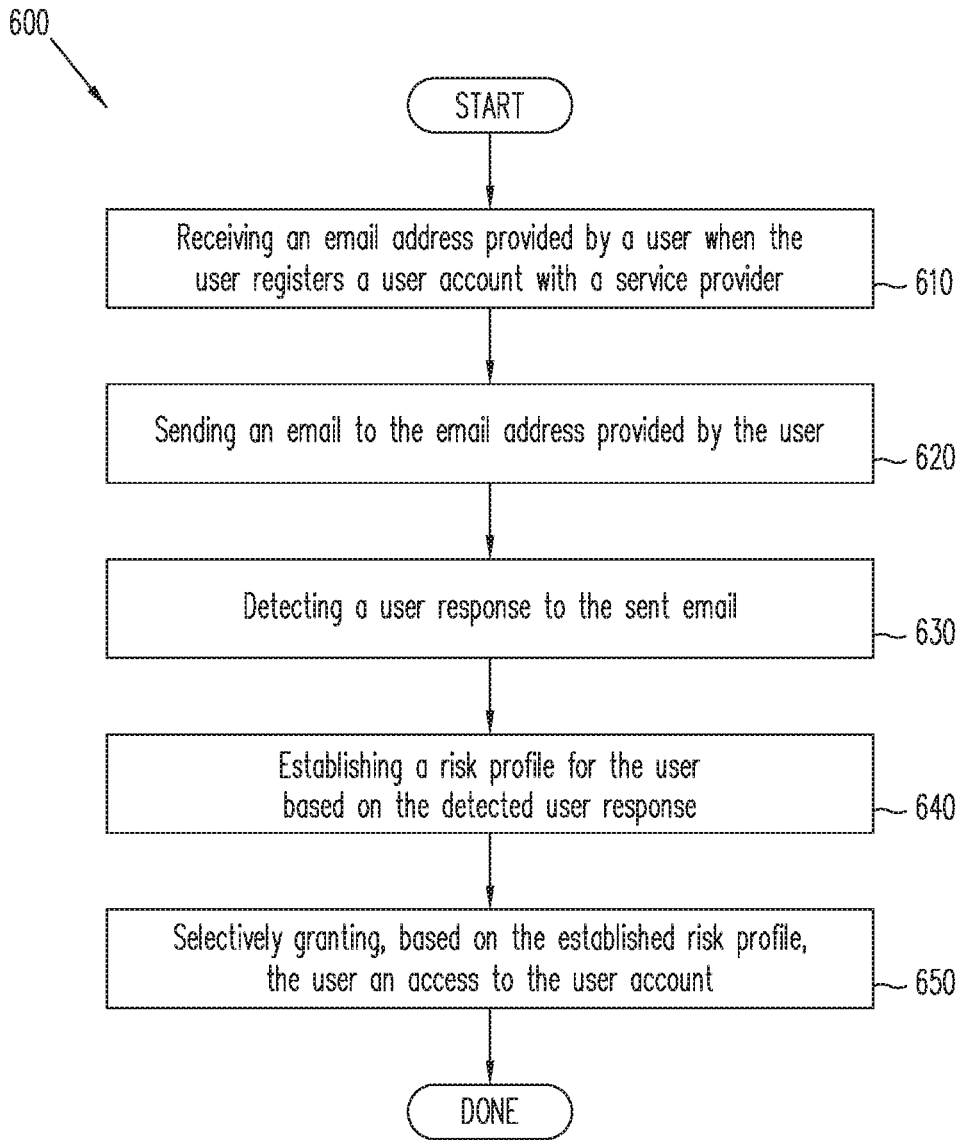 600
START
Receiving an email address provided by a user when the
user registers a user account with a service provider
610
Sending an email to the email address provided by the user
620
Detecting a user response to the sent email
630
Establishing a risk profile for the user
based on the detected user response
640
Selectively granting, based on the established risk profile,
the user an access to the user account
650
DONE